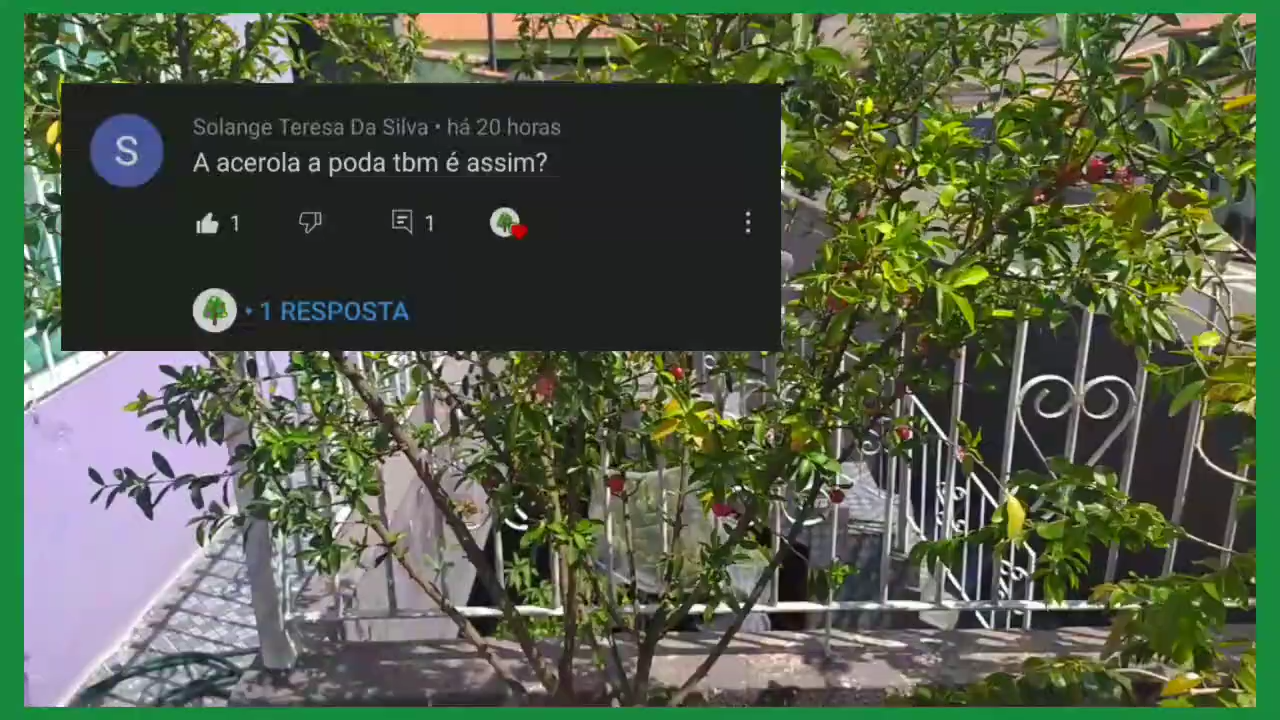 S
Solange Teresa Da Silva • há 20 horas
A acerola a poda tbm é assim?
1
1
• 1 RESPOSTA